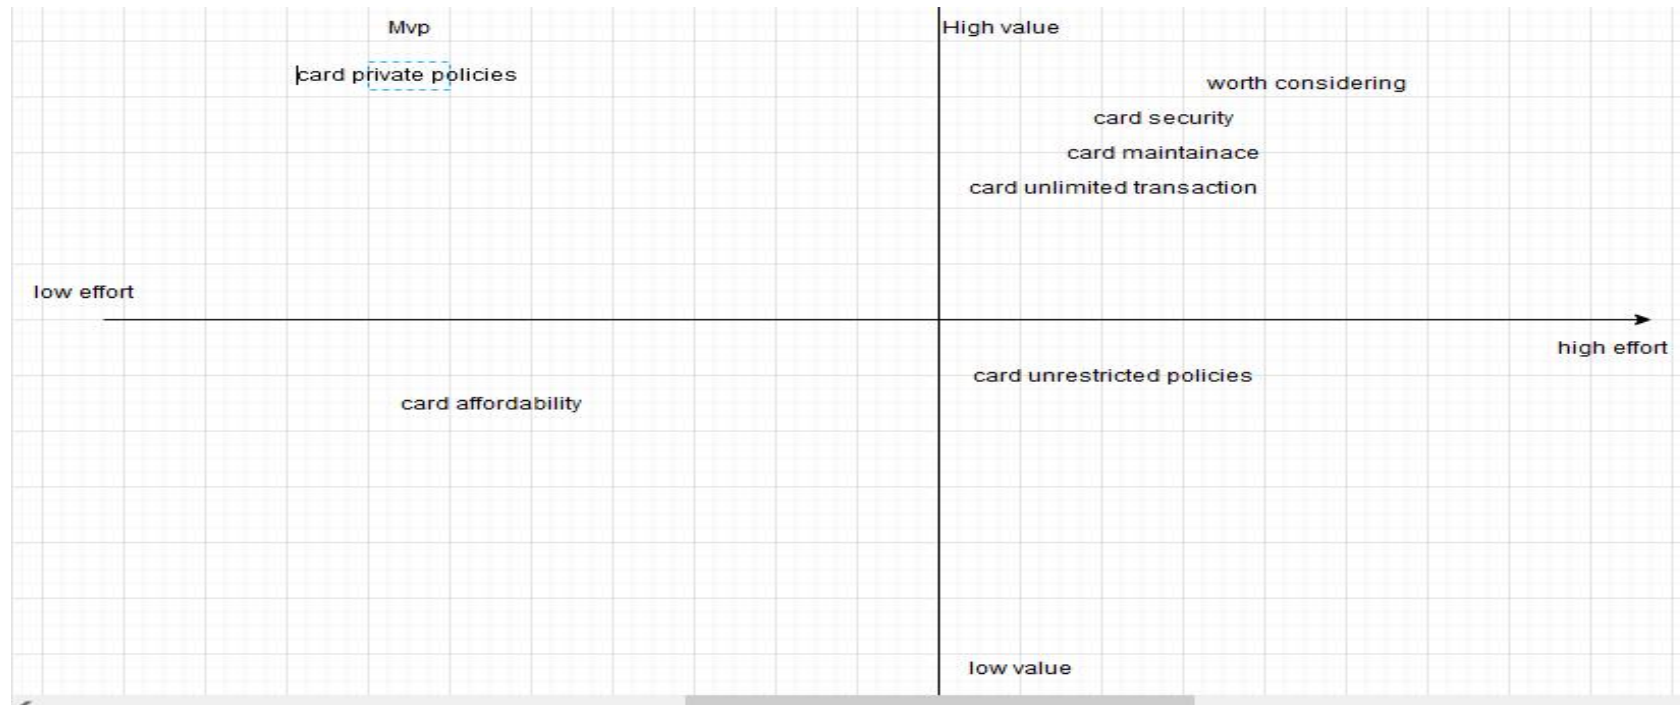 Mvp
High value
card private policies
worth considering
card security
card maintainace
card unlimited transaction
low effort
high effort
card unrestricted policies
card affordability
low value